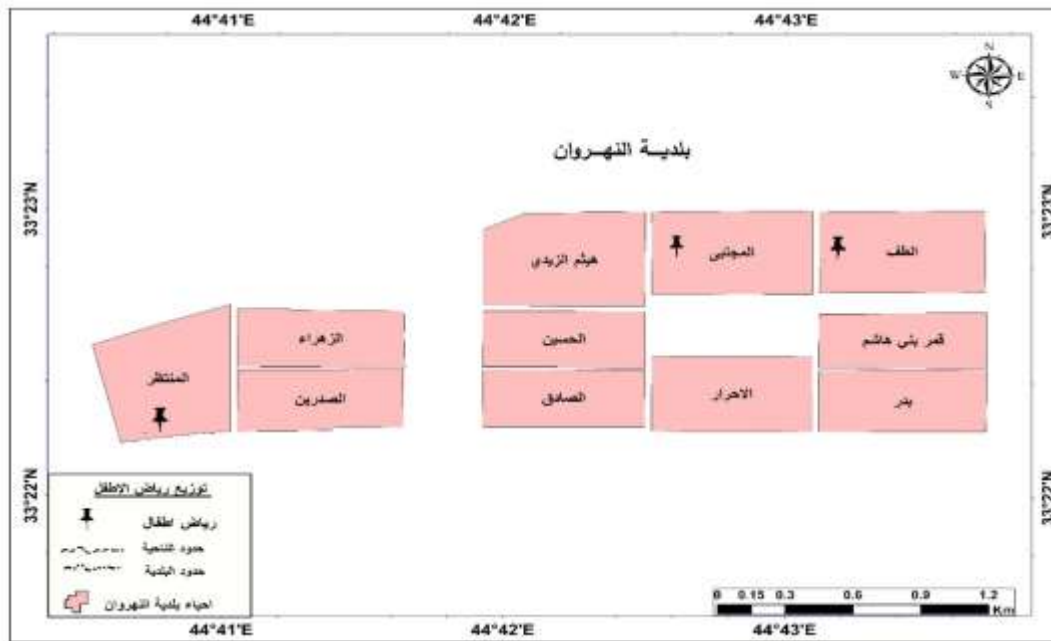 44°41'E 44°42'E 44°43'E
N
W E
S
بلديـــة النهـــروان
33°23'N 33°23'N
هيثم الزيدي المجتبى الطف
الزهراء الحسين قمر بني هاشم
المنتظر
الصدرين الصادق الاحرار بدر
33°22'N 33°22'N
توزيع رياض الاطفال
رياض اطفال
حدود الناحية
حدود البلدية
احياء بلدية النهروان
0 0.15 0.3 0.6 0.9 1.2
Km
44°41'E 44°42'E 44°43'E